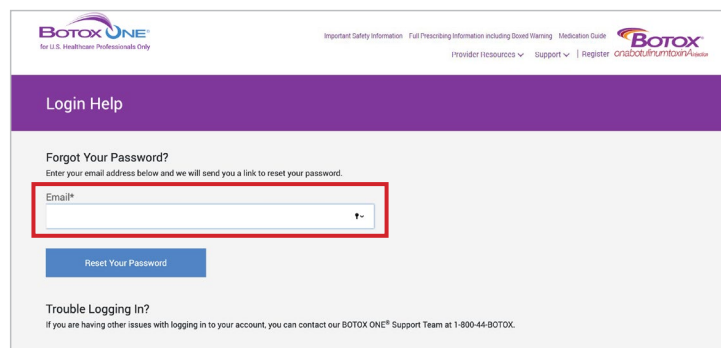 BOTOX ONE®
for U.S. Healthcare Professionals Only
Important Safety Information Full Prescribing Information including Boxed Warning Medication Guide
Provider Resources Support | Register
BOTOX®
onabotulinumtoxinA injection
Login Help
Forgot Your Password?
Enter your email address below and we will send you a link to reset your password.
Email*
Reset Your Password
Trouble Logging In?
If you are having other issues with logging in to your account, you can contact our BOTOX ONE® Support Team at 1-800-44-BOTOX.